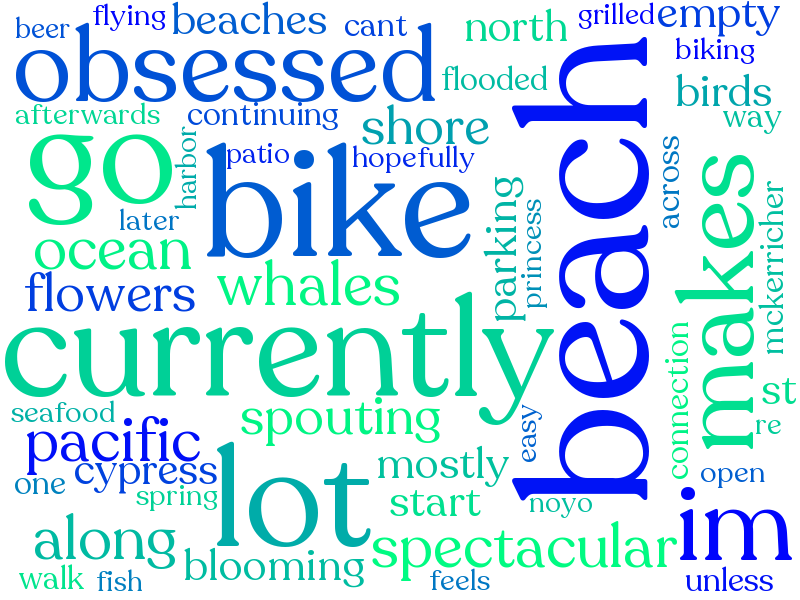 beer
flying
beaches
cant
north
grilled
empty
obsessed
biking
flooded
birds
afterwards
continuing
shore
way
go
harbor
patio
hopefully
bike
beach
across
later
parking
princess
makes
mckerricher
ocean
whales
flowers
currently
connection
st
seafood
spouting
easy
re
pacific
cypress
lot
mostly
open
one
spring
start
noyo
im
along
blooming
spectacular
walk
fish
feels
unless